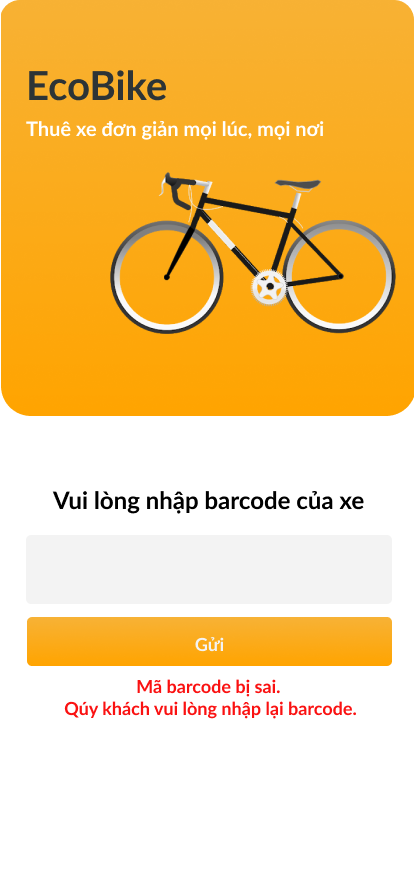 EcoBike
Thuê xe đơn giản mọi lúc, mọi nơi
Vui lòng nhập barcode của xe
Gửi
Mã barcode bị sai.
Qúy khách vui lòng nhập lại barcode.